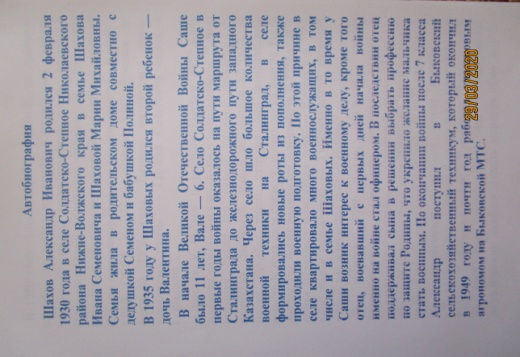 Автобиография
Шахов Александр Иванович родился 2 февраля
1930 года в селе Солдатско-Степное Николаевского
района Нижне-Волжского края в семье Шахова
Ивана Семеновича и Шаховой Марии Михайловны.
Семья жила в родительском доме совместно с
дедушкой Семеном и бабушкой Полиной.
В 1935 году у Шаховых родился второй ребенок —
дочь Валентина.
В начале Великой Отечественной Войны Саше
было 11 лет, Вале — 6. Село Солдатско-Степное в
первые годы войны оказалось на пути маршрута от
Сталинграда до железнодорожного пути западного
Казахстана. Через село шло большое количества
военной техники на Сталинград, в селе
формировались новые роты из пополнения, также
проходили военную подготовку. По этой причине в
селе квартировало много военнослужащих, в том
числе и в семье Шаховых. Именно в то время у
Саши возник интерес к военному делу, кроме того
отец, воевавший с первых дней начала войны
именно на войне стал офицером. В последствии отец
поддерживал сына в решении выбрать профессию
по защите Родины, что укрепило желание мальчика
стать военным. По окончании войны после 7 класса
Александр поступил в Быковский
сельскохозяйственный техникум, который окончил
в 1949 году и почти год работал
агрономом на Быковской МТС.
29/03/2020